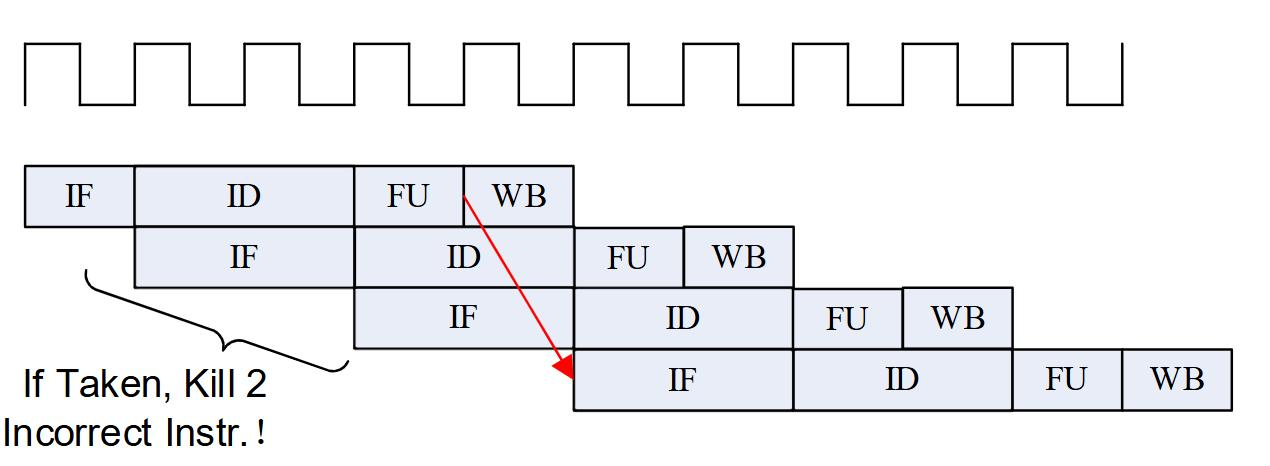 IF ID FU WB
IF ID FU WB
IF ID FU WB
IF ID FU WB
If Taken, Kill 2
Incorrect Instr. !